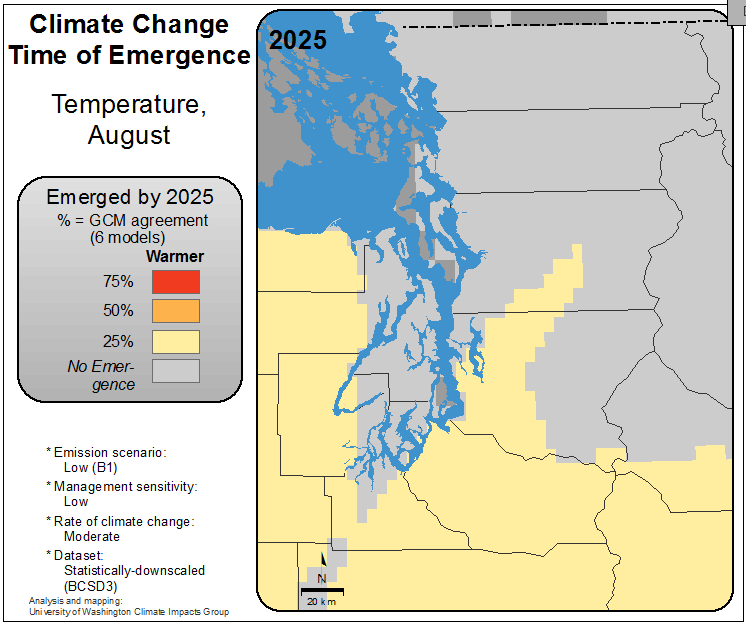 Climate Change
Time of Emergence
Temperature,
August
Emerged by 2025
% = GCM agreement
(6 models)
Warmer
75%
50%
25%
No Emer-
gence
* Emission scenario:
Low (B1)
* Management sensitivity:
Low
* Rate of climate change:
Moderate
* Dataset:
Statistically-downscaled
(BCSD3)
Analysis and mapping:
University of Washington Climate Impacts Group
2025
N
20 km